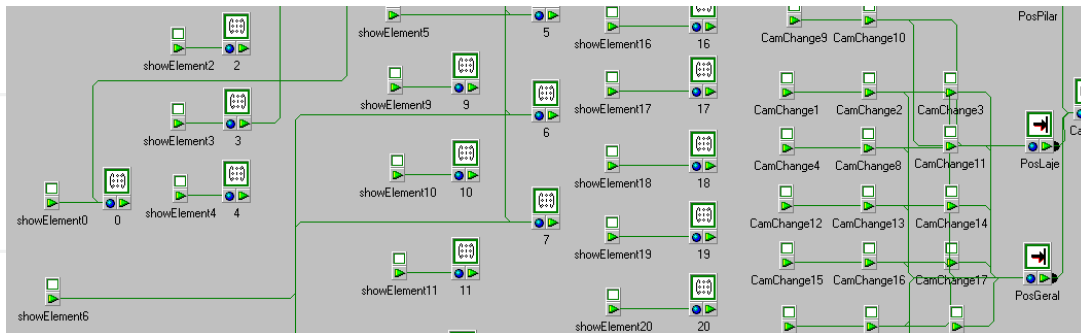 PosPilar
showElement5 5
showElement16 16
CamChange9 CamChange10
showElement2 2
showElement9 9
showElement17 17
CamChange1 CamChange2 CamChange3
6
showElement3 3
CamChange4 CamChange8 CamChange11
PosLaje
showElement10 10
showElement18 18
showElement0 0
showElement4 4
CamChange12 CamChange13 CamChange14
7
showElement19 19
CamChange15 CamChange16 CamChange17
showElement11 11
PosGeral
showElement6
showElement20 20